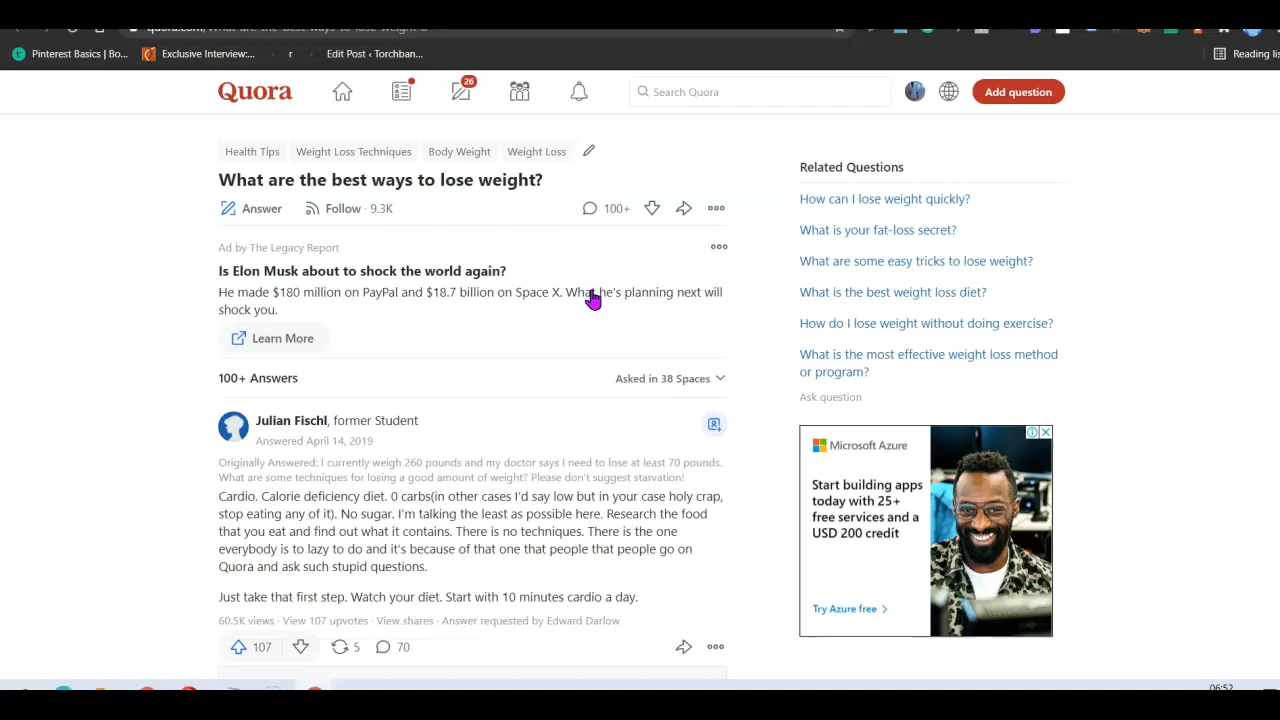 Pinterest Basics | Bo...
Exclusive Interview:...
r
Edit Post ‹ Torchban...
Reading lis
Quora
26
Search Quora
Add question
Health Tips
Weight Loss Techniques
Body Weight
Weight Loss
What are the best ways to lose weight?
Answer
Follow · 9.3K
100+
Ad by The Legacy Report
Is Elon Musk about to shock the world again?
He made $180 million on PayPal and $18.7 billion on Space X. What he's planning next will
shock you.
Learn More
100+ Answers
Asked in 38 Spaces
Julian Fischl, former Student
Answered April 14, 2019
Originally Answered: I currently weigh 260 pounds and my doctor says I need to lose at least 70 pounds.
What are some techniques for losing a good amount of weight? Please don't suggest starvation!
Cardio. Calorie deficiency diet. 0 carbs(in other cases I'd say low but in your case holy crap,
stop eating any of it). No sugar. I'm talking the least as possible here. Research the food
that you eat and find out what it contains. There is no techniques. There is the one
everybody is to lazy to do and it's because of that one that people that people go on
Quora and ask such stupid questions.
Just take that first step. Watch your diet. Start with 10 minutes cardio a day.
60.5K views · View 107 upvotes · View shares · Answer requested by Edward Darlow
107
5
70
Related Questions
How can I lose weight quickly?
What is your fat-loss secret?
What are some easy tricks to lose weight?
What is the best weight loss diet?
How do I lose weight without doing exercise?
What is the most effective weight loss method
or program?
Ask question
Microsoft Azure
Start building apps
today with 25+
free services and a
USD 200 credit
Try Azure free >
06:52